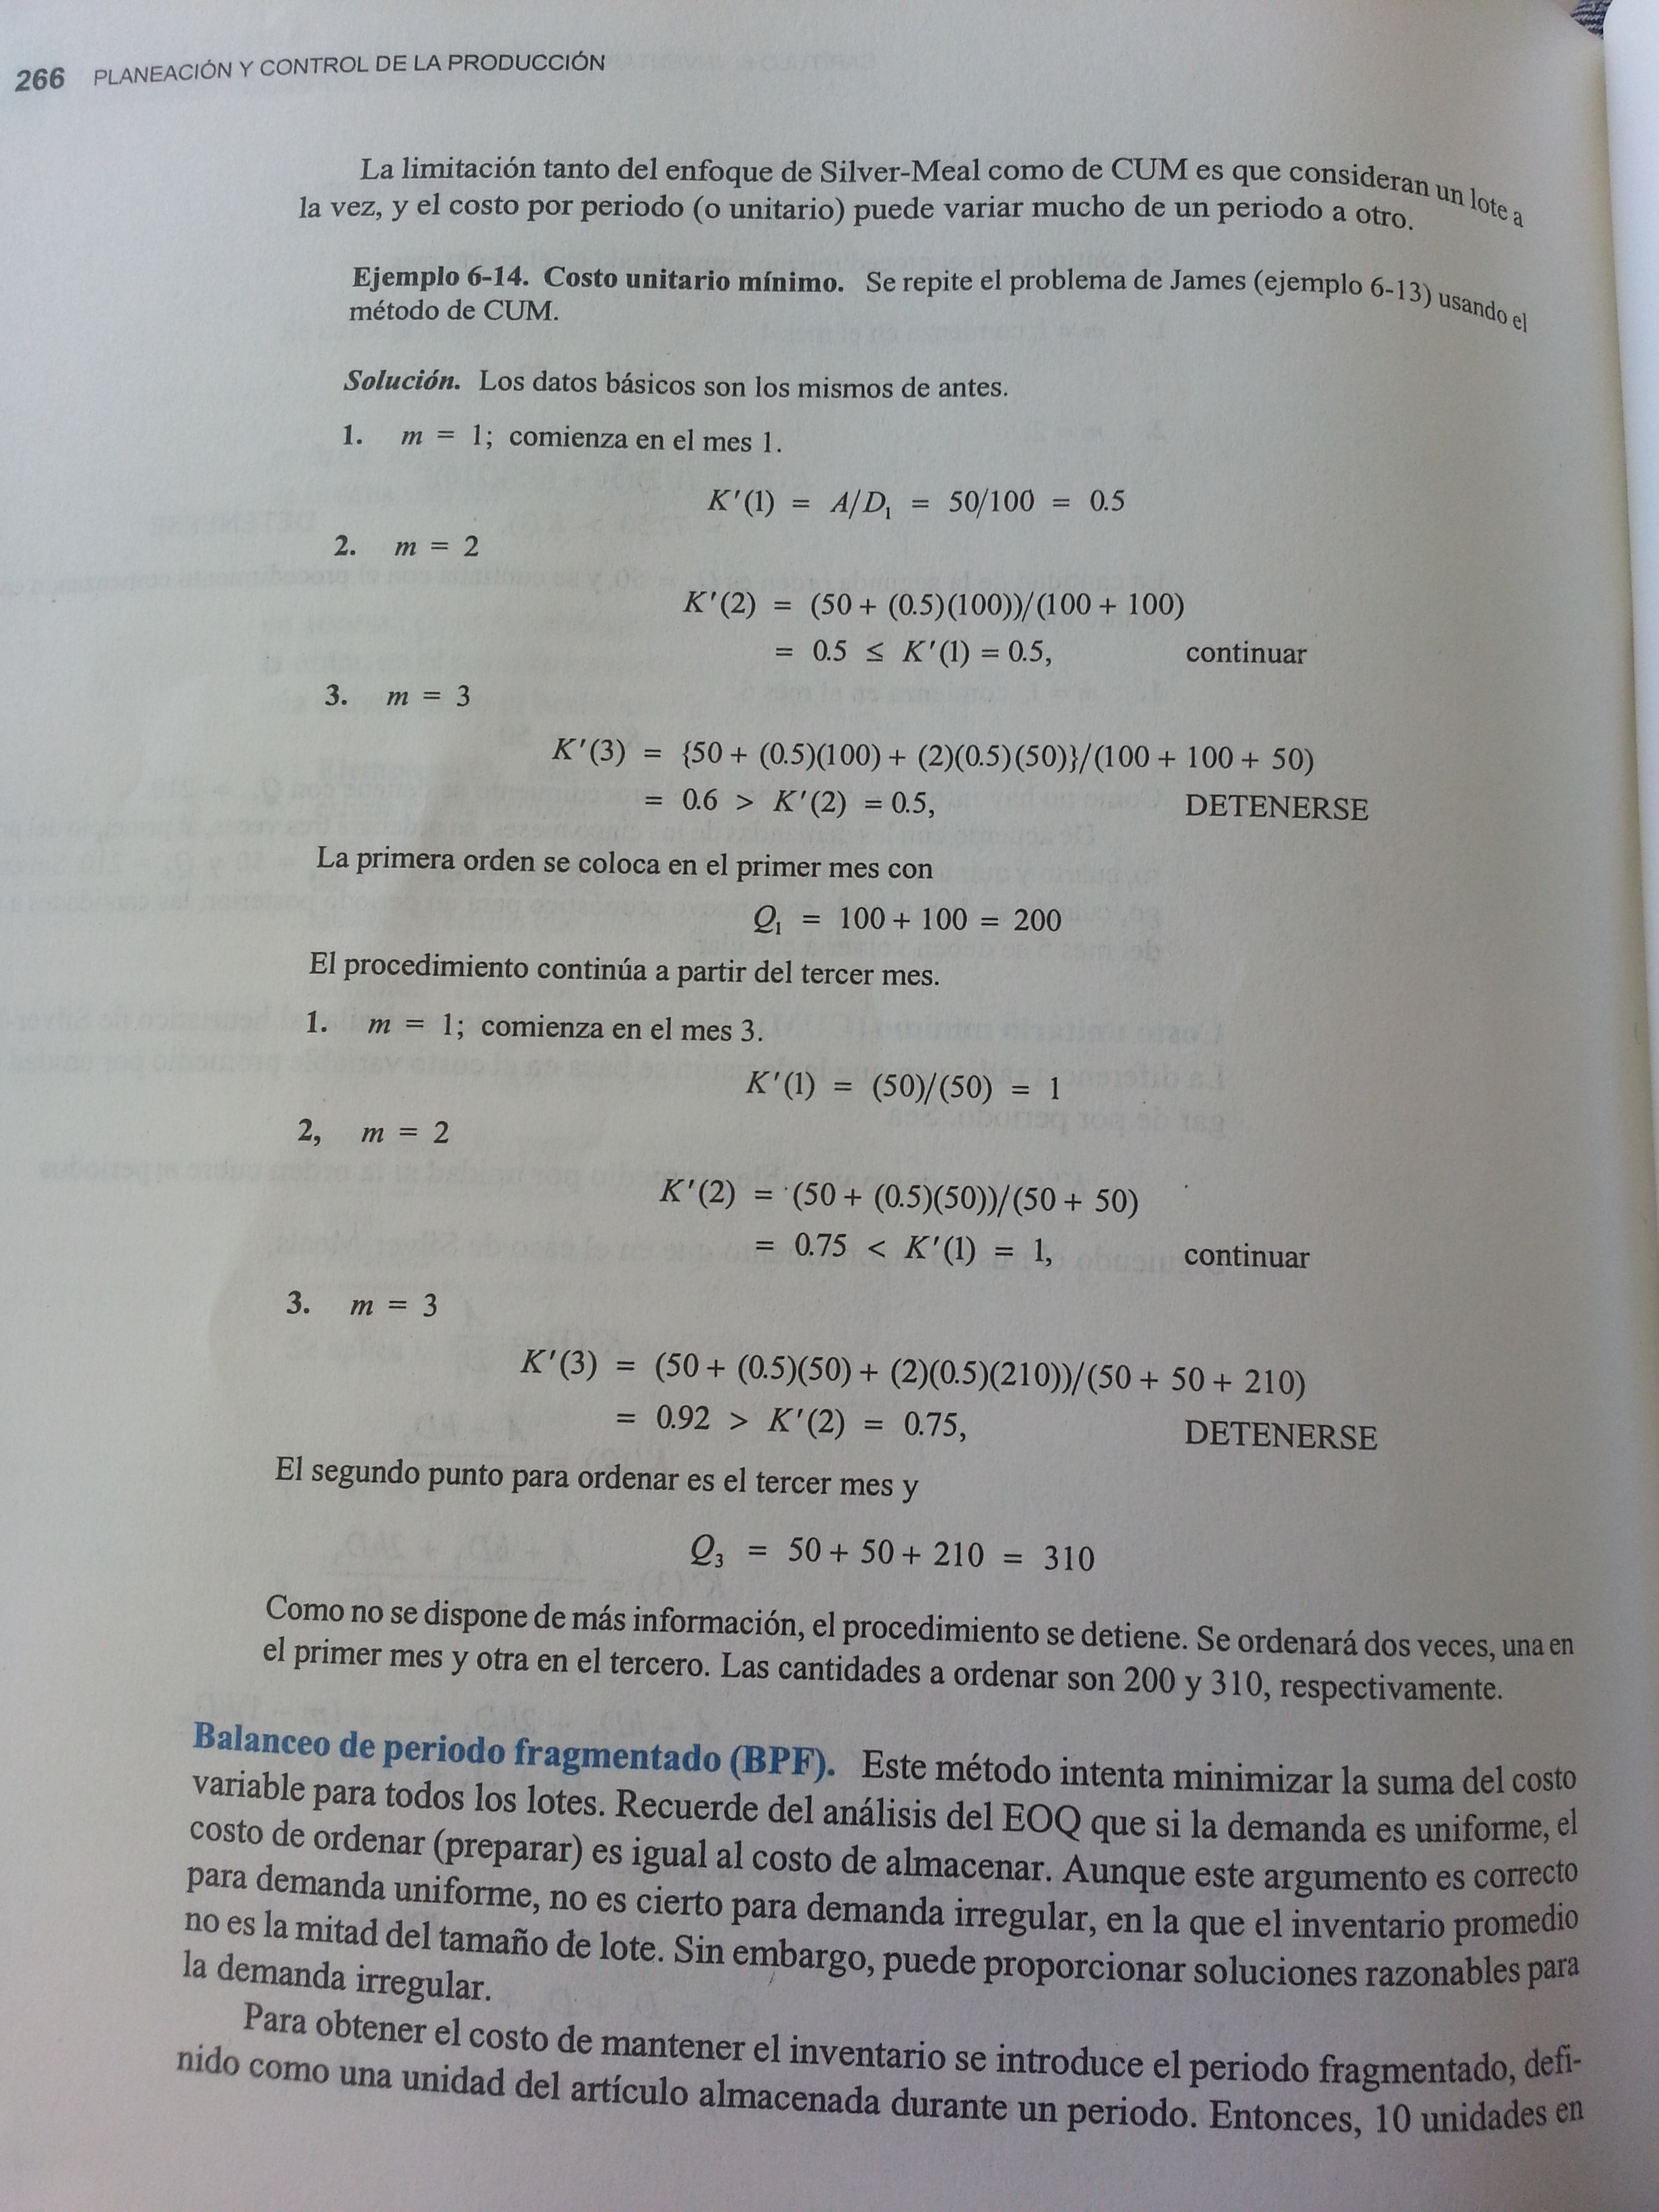 266 PLANEACIÓN Y CONTROL DE LA PRODUCCIÓN
La limitación tanto del enfoque de Silver-Meal como de CUM es que consideran un lote a
la vez, y el costo por periodo (o unitario) puede variar mucho de un periodo a otro.
Ejemplo 6-14. Costo unitario mínimo. Se repite el problema de James (ejemplo 6-13) usando el
método de CUM.
Solución. Los datos básicos son los mismos de antes.
1. m = 1; comienza en el mes 1.
K′(1) = A/D₁ = 50/100 = 0.5
2. m = 2
K′(2) = (50 + (0.5)(100))/(100 + 100)
= 0.5 ≤ K′(1) = 0.5, continuar
3. m = 3
K′(3) = {50 + (0.5)(100) + (2)(0.5)(50)}/(100 + 100 + 50)
= 0.6 > K′(2) = 0.5, DETENERSE
La primera orden se coloca en el primer mes con
Q₁ = 100 + 100 = 200
El procedimiento continúa a partir del tercer mes.
1. m = 1; comienza en el mes 3.
K′(1) = (50)/(50) = 1
2, m = 2
K′(2) = (50 + (0.5)(50))/(50 + 50)
= 0.75 < K′(1) = 1, continuar
3. m = 3
K′(3) = (50 + (0.5)(50) + (2)(0.5)(210))/(50 + 50 + 210)
= 0.92 > K′(2) = 0.75, DETENERSE
El segundo punto para ordenar es el tercer mes y
Q₃ = 50 + 50 + 210 = 310
Como no se dispone de más información, el procedimiento se detiene. Se ordenará dos veces, una en
el primer mes y otra en el tercero. Las cantidades a ordenar son 200 y 310, respectivamente.
Balanceo de periodo fragmentado (BPF). Este método intenta minimizar la suma del costo
variable para todos los lotes. Recuerde del análisis del EOQ que si la demanda es uniforme, el
costo de ordenar (preparar) es igual al costo de almacenar. Aunque este argumento es correcto
para demanda uniforme, no es cierto para demanda irregular, en la que el inventario promedio
no es la mitad del tamaño de lote. Sin embargo, puede proporcionar soluciones razonables para
la demanda irregular.
Para obtener el costo de mantener el inventario se introduce el periodo fragmentado, defi-
nido como una unidad del artículo almacenada durante un periodo. Entonces, 10 unidades en